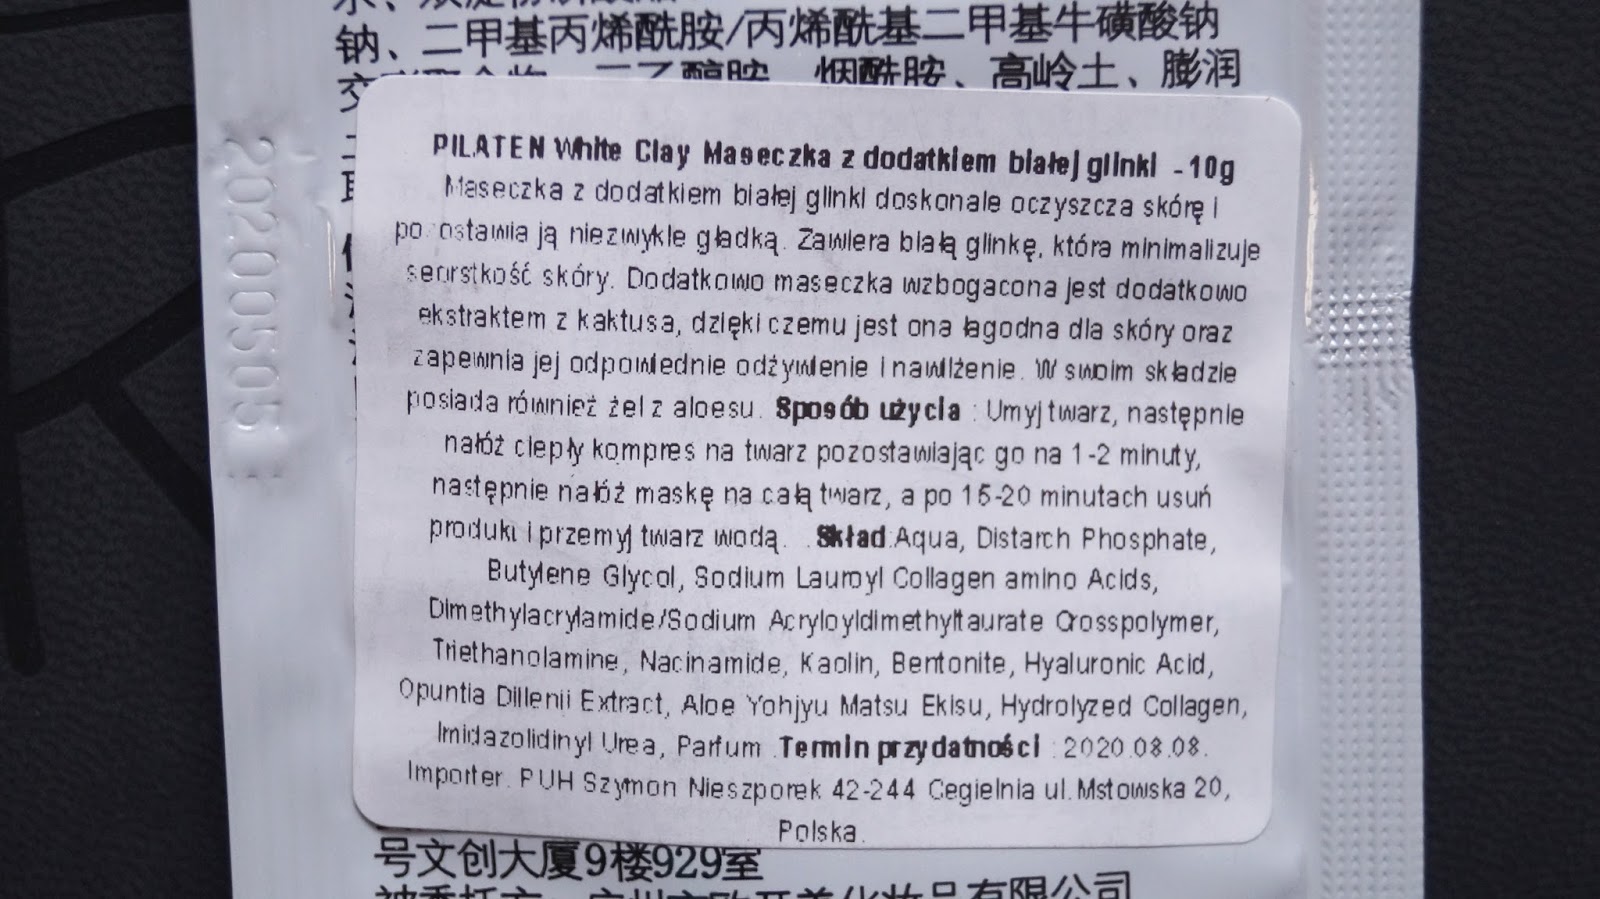 钠、二甲基丙烯酰胺/丙烯酰基二甲基牛磺酸钠
烟酰胺、高岭土、膨润
20200505
PILATEN White Clay Maseczka z dodatkiem białej glinki - 10g
Maseczka z dodatkiem białej glinki doskonale oczyszcza skórę i
pozostawia ją niezwykle gładką. Zawiera białą glinkę, która minimalizuje
seorstkość skóry. Dodatkowo maseczka wzbogacona jest dodatkowo
ekstraktem z kaktusa, dzięki czemu jest ona łagodna dla skóry oraz
zapewnia jej odpowiednie odżywienie i nawilżenie. W swoim składzie
posiada również żel z aloesu. Sposób użycia : Umyj twarz, następnie
nałóż ciepły kompres na twarz pozostawiając go na 1-2 minuty,
następnie nałóż maskę na całą twarz, a po 15-20 minutach usuń
produkt i przemyj twarz wodą. . Skład:Aqua, Distarch Phosphate,
Butylene Glycol, Sodium Lauroyl Collagen amino Acids,
Dimethylacrylamide/Sodium Acryloyldimethyltaurate Crosspolymer,
Triethanolamine, Nacinamide, Kaolin, Bentonite, Hyaluronic Acid,
Opuntia Dillenii Extract, Aloe Yohjyu Matsu Ekisu, Hydrolyzed Collagen,
Imidazolidinyl Urea, Parfum .Termin przydatności : 2020.08.08.
Importer. PUH Szymon Nieszporek 42-244 Cegielnia ul. Mstowska 20,
Polska.
号文创大厦9楼929室
有限公司